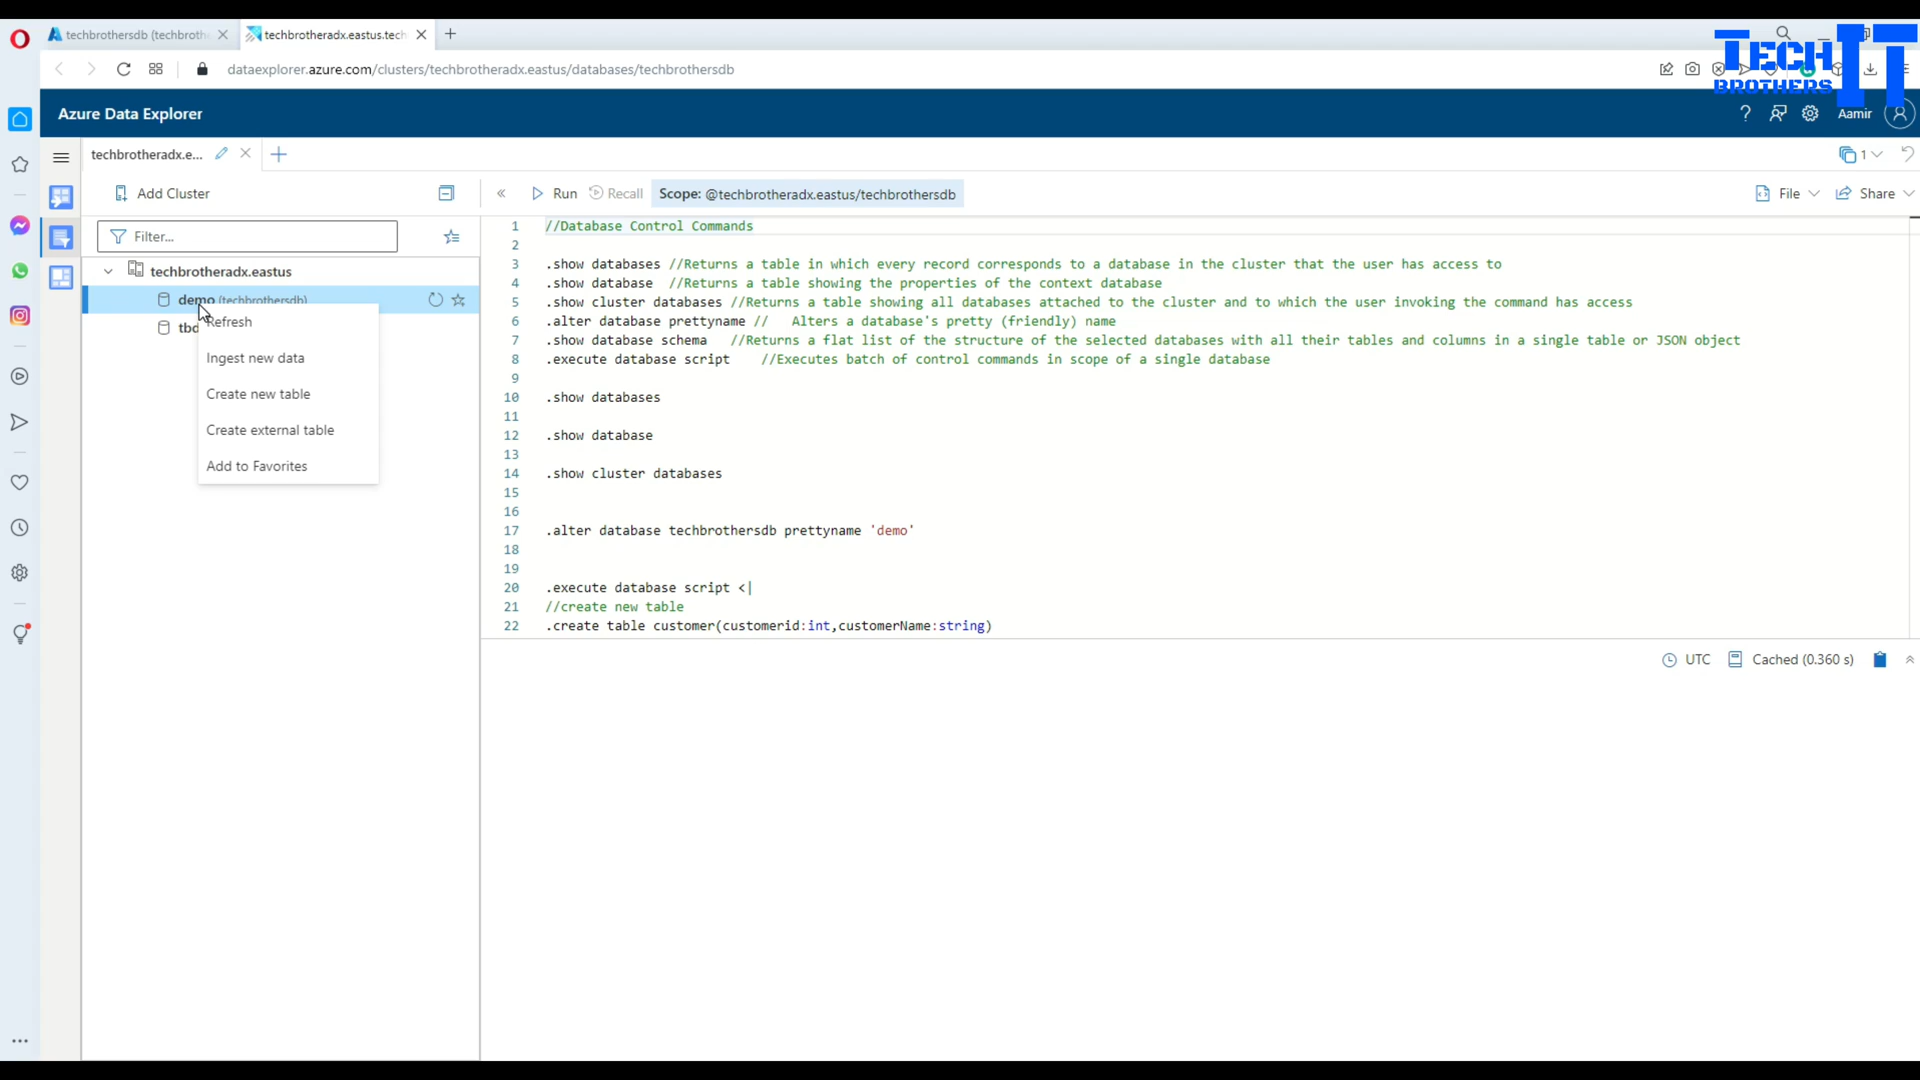 techbrothersdb (techbroth
techbrotheradx.eastus.tech
dataexplorer.azure.com/clusters/techbrotheradx.eastus/databases/techbrothersdb
TECH IT
BROTHERS
Azure Data Explorer
Aamir
techbrotheradx.e...
1
Add Cluster
Run
Recall
Scope: @techbrotheradx.eastus/techbrothersdb
File
Share
Filter...
techbrotheradx.eastus
demo (techbrothersdb)
Refresh
Ingest new data
Create new table
Create external table
Add to Favorites
1 //Database Control Commands
2
3 .show databases //Returns a table in which every record corresponds to a database in the cluster that the user has access to
4 .show database //Returns a table showing the properties of the context database
5 .show cluster databases //Returns a table showing all databases attached to the cluster and to which the user invoking the command has access
6 .alter database prettyname // Alters a database's pretty (friendly) name
7 .show database schema //Returns a flat list of the structure of the selected databases with all their tables and columns in a single table or JSON object
8 .execute database script //Executes batch of control commands in scope of a single database
9
10 .show databases
11
12 .show database
13
14 .show cluster databases
15
16
17 .alter database techbrothersdb prettyname 'demo'
18
19
20 .execute database script <|
21 //create new table
22 .create table customer(customerid:int,customerName:string)
UTC
Cached (0.360 s)